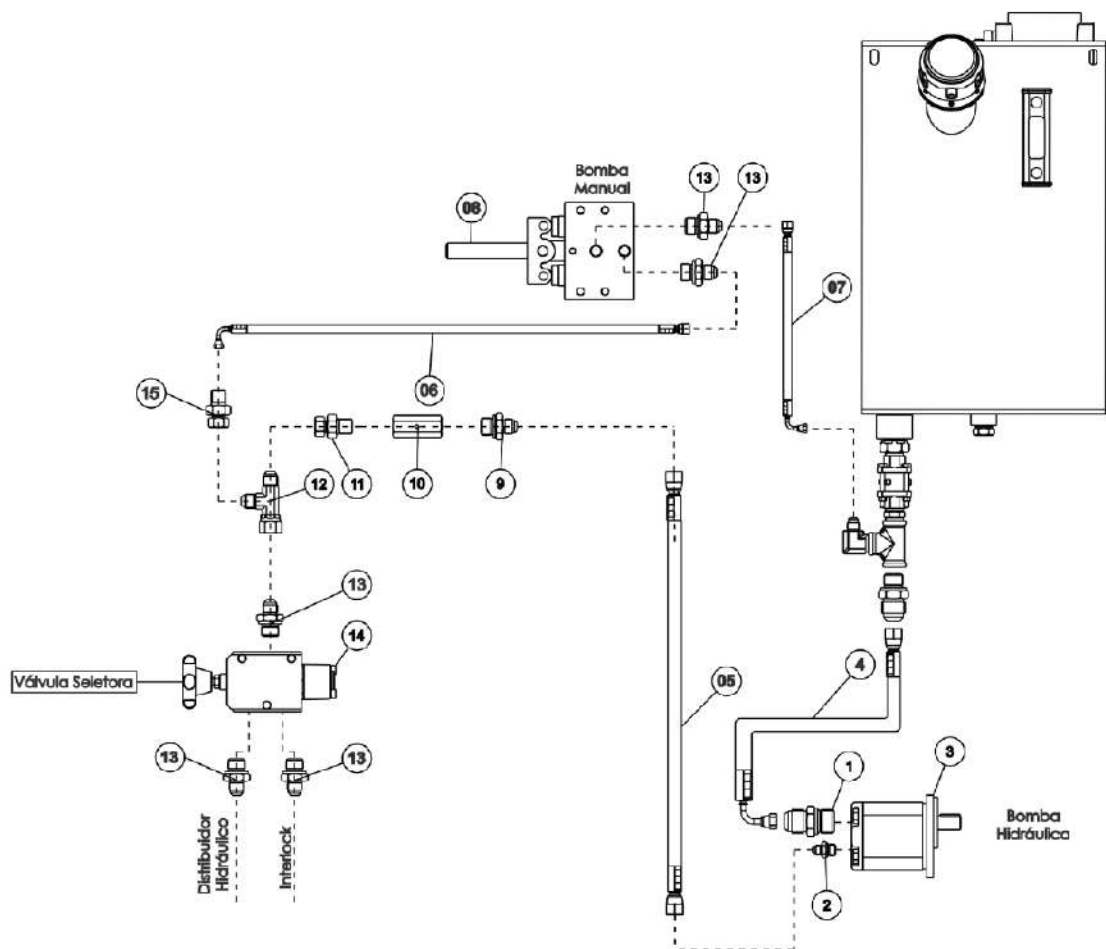 Bomba
Manual
13
13
08
07
06
15
12
11
10
9
13
14
Válvula Seletora
4
05
13
13
1
3
Bomba
Hidráulica
2
Distribuidor
Hidráulico
Interlock